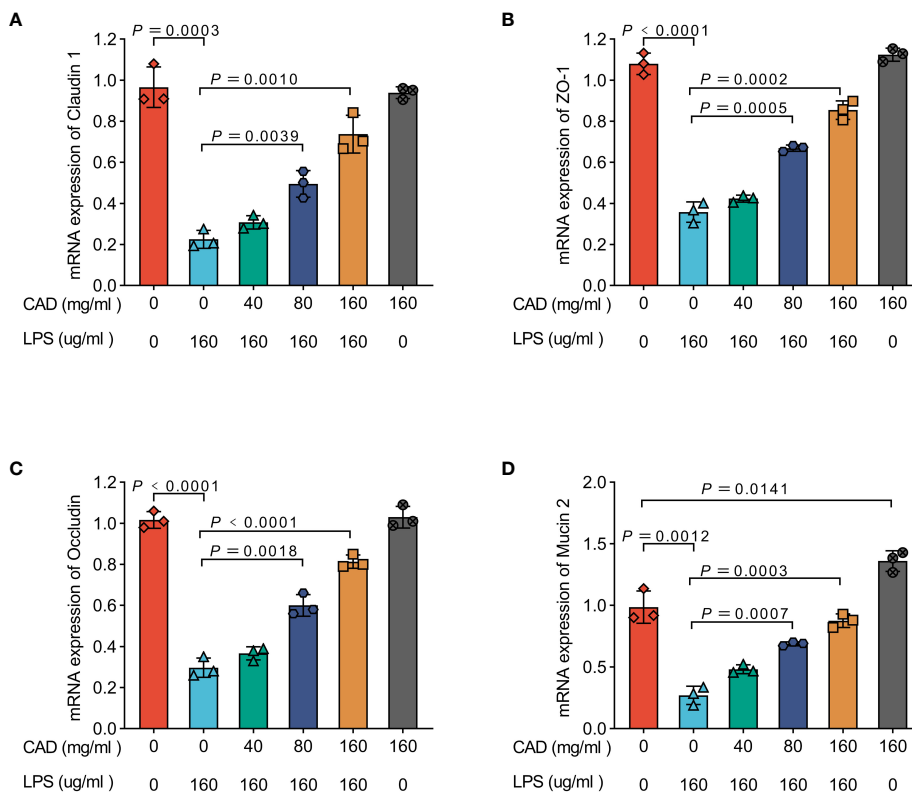 A
P = 0.0003
P = 0.0010
P = 0.0039
mRNA expression of Claudin 1
1.2
1.0
0.8
0.6
0.4
0.2
0.0
CAD (mg/ml )
0 0 40 80 160 160
LPS (ug/ml )
0 160 160 160 160 0
B
P < 0.0001
P = 0.0002
P = 0.0005
mRNA expression of ZO-1
1.2
1.0
0.8
0.6
0.4
0.2
0.0
CAD (mg/ml )
0 0 40 80 160 160
LPS (ug/ml )
0 160 160 160 160 0
C
P < 0.0001
P < 0.0001
P = 0.0018
mRNA expression of Occludin
1.2
1.0
0.8
0.6
0.4
0.2
0.0
CAD (mg/ml )
0 0 40 80 160 160
LPS (ug/ml )
0 160 160 160 160 0
D
P = 0.0141
P = 0.0012
P = 0.0003
P = 0.0007
mRNA expression of Mucin 2
2.0
1.5
1.0
0.5
0.0
CAD (mg/ml )
0 0 40 80 160 160
LPS (ug/ml )
0 160 160 160 160 0